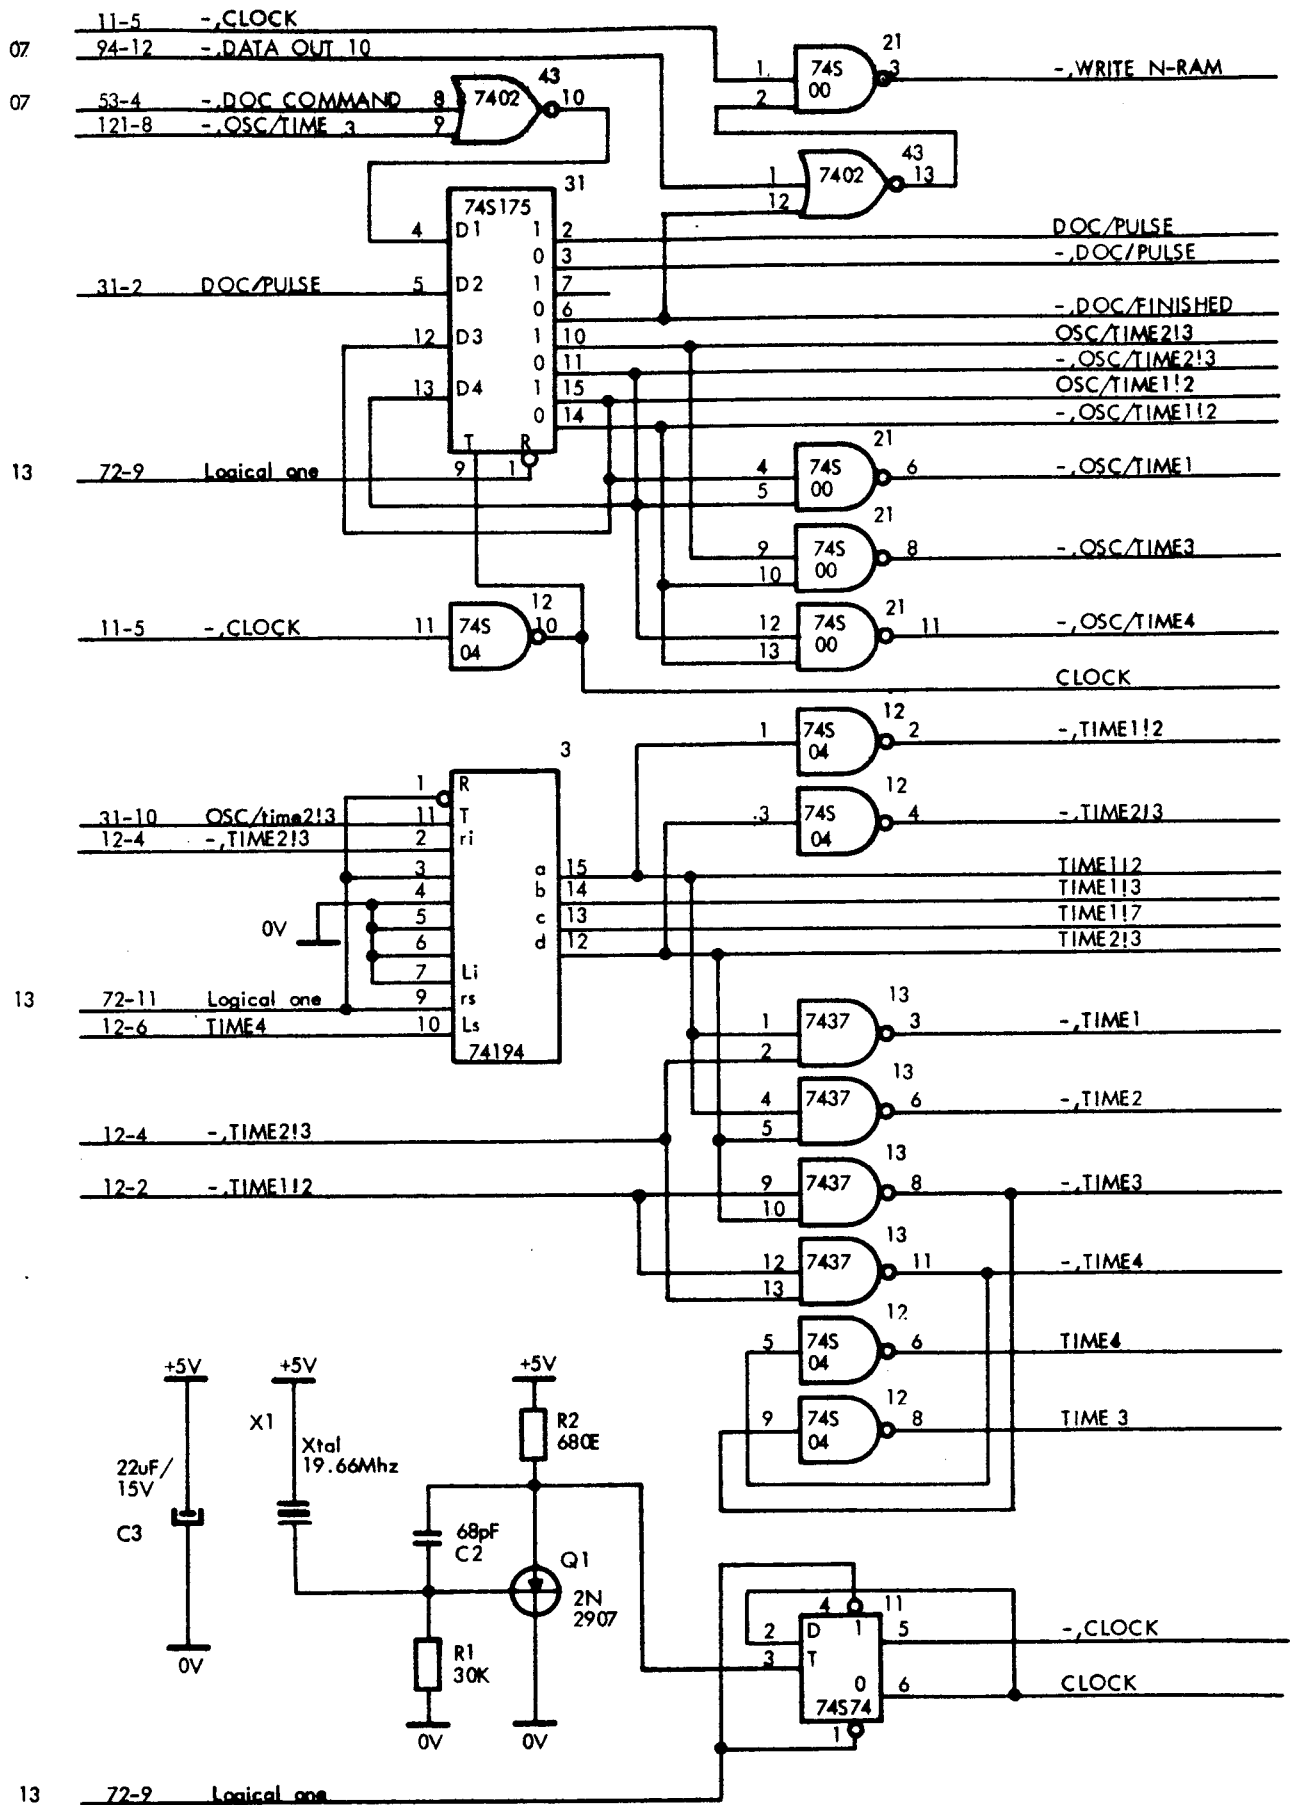 11-5 -,CLOCK
07 94-12 -,DATA OUT 10
07 53-4 -,DOC COMMAND 8
121-8 -,OSC/TIME 3 9
7402 43 10
1 2 74S 00 21 3 -,WRITE N-RAM
1 12 7402 43 13
31
74S175
4 D1 1 2 DOC/PULSE
0 3 -,DOC/PULSE
31-2 DOC/PULSE 5 D2 1 7
0 6 -,DOC/FINISHED
12 D3 1 10 OSC/TIME2!3
0 11 -,OSC/TIME2!3
13 D4 1 15 OSC/TIME1!2
0 14 -,OSC/TIME1!2
T R
13 72-9 Logical one 9 1
4 5 74S 00 21 6 -,OSC/TIME1
9 10 74S 00 21 8 -,OSC/TIME3
11-5 -,CLOCK 11 74S 04 12 10
12 13 74S 00 21 11 -,OSC/TIME4
CLOCK
1 74S 04 12 2 -,TIME1!2
3 74S 04 12 4 -,TIME2!3
3
1 R
31-10 OSC/time2!3 11 T
12-4 -,TIME2!3 2 ri
3 a 15 TIME1!2
4 b 14 TIME1!3
0V 5 c 13 TIME1!7
6 d 12 TIME2!3
7 Li
13 72-11 Logical one 9 rs
12-6 TIME4 10 Ls
74194
1 2 7437 13 3 -,TIME1
4 5 7437 13 6 -,TIME2
12-4 -,TIME2!3
12-2 -,TIME1!2
9 10 7437 13 8 -,TIME3
12 13 7437 13 11 -,TIME4
5 74S 04 12 6 TIME4
9 74S 04 12 8 TIME 3
+5V +5V +5V
X1
Xtal
19.66Mhz
R2
680E
22uF/
15V
C3
68pF
C2
Q1
2N
2907
R1
30K
0V 0V 0V
4 11
2 D 1 5 -,CLOCK
3 T
0 6 CLOCK
74S74
1
13 72-9 Logical one